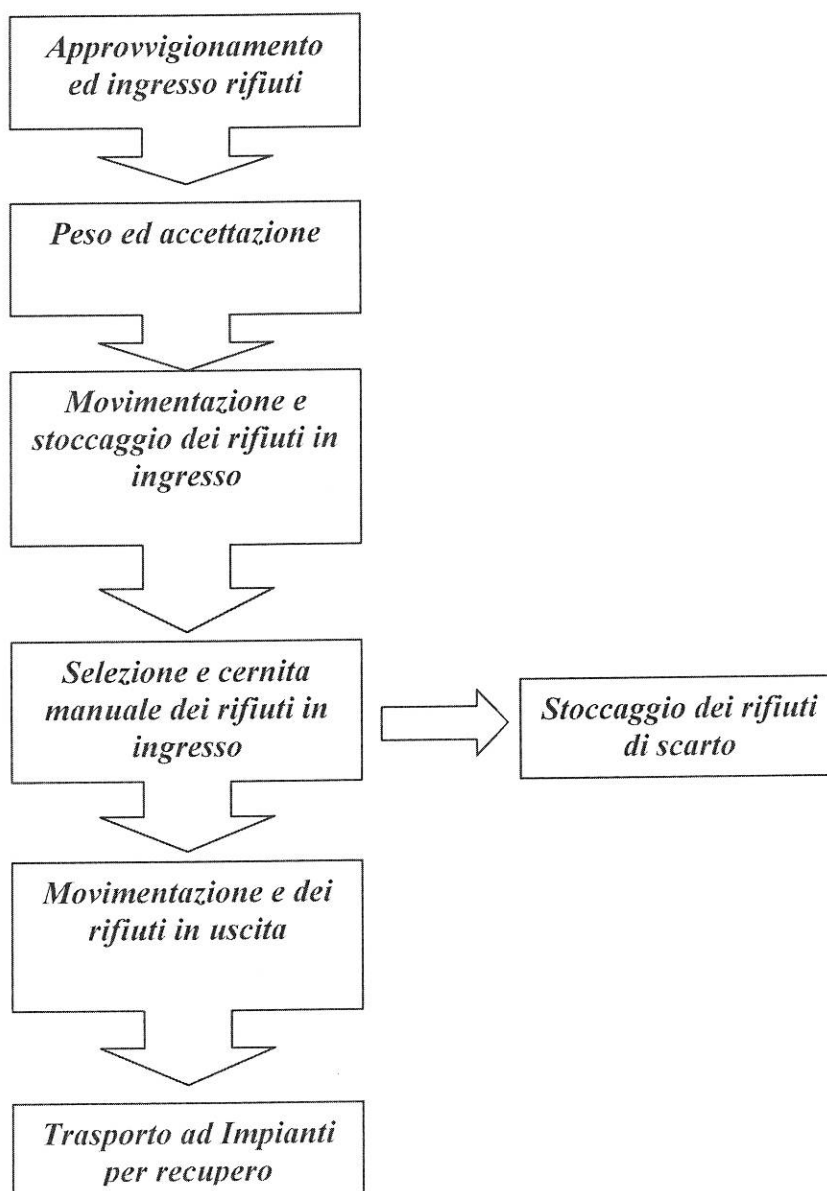 Approvvigionamento
ed ingresso rifiuti
Peso ed accettazione
Movimentazione e
stoccaggio dei rifiuti in
ingresso
Selezione e cernita
manuale dei rifiuti in
ingresso
Stoccaggio dei rifiuti
di scarto
Movimentazione e dei
rifiuti in uscita
Trasporto ad Impianti
per recupero